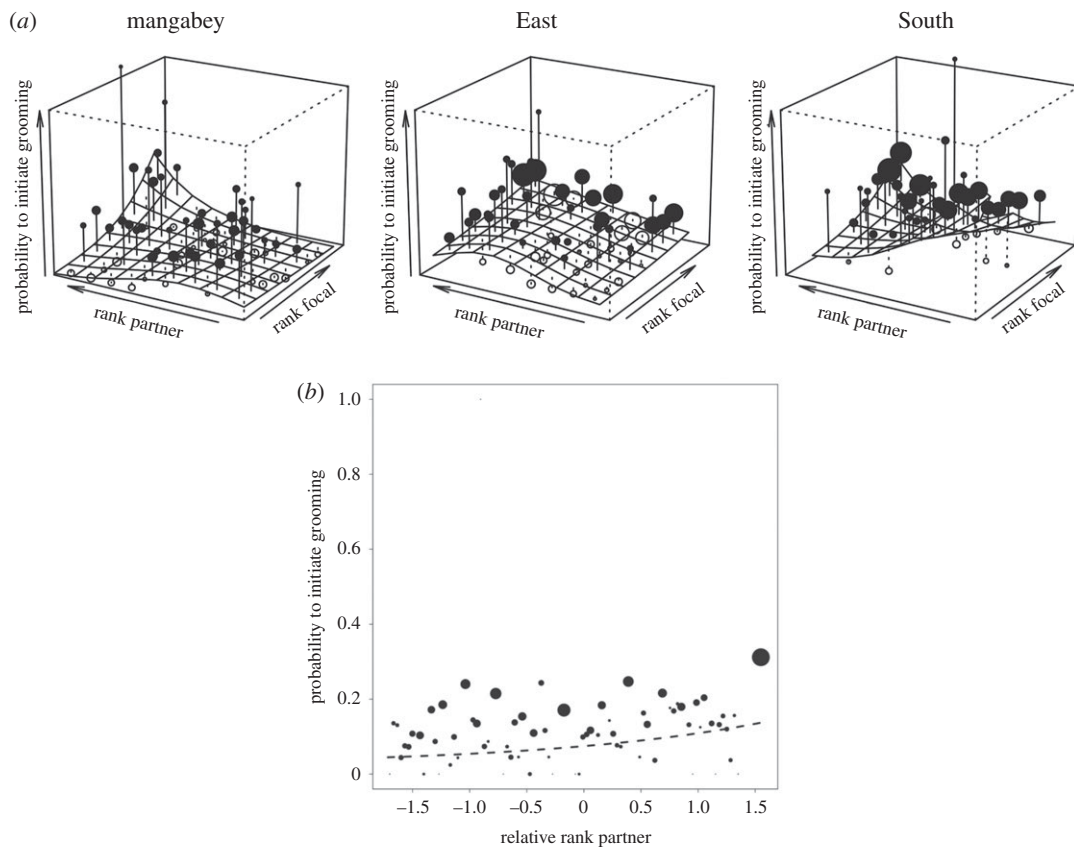 (a) mangabey East South
probability to initiate grooming
rank partner
rank focal
probability to initiate grooming
rank partner
rank focal
probability to initiate grooming
rank partner
rank focal
(b)
probability to initiate grooming
1.0
0.8
0.6
0.4
0.2
0
–1.5 –1.0 –0.5 0 0.5 1.0 1.5
relative rank partner